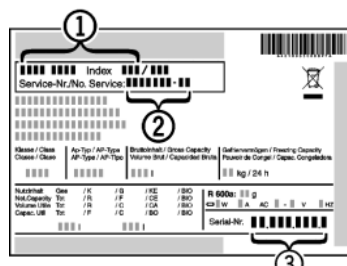 1
Index / 
Service-Nr./No. Service: -
2
Klasse / Class
Classe / Clase
Ap-Typ / AP-Type
AP-Type / AP-Tipo
Bruttoinhalt / Gross Capacity
Volume Brut / Capacidad Bruta
Gefriervermögen / Freezing Capacity
Pouvoir de Congel / Capac. Congeladora
kg / 24 h
Nutzinhalt Ges / K / G / KE / BIO
Net.Capacity Tot / R / F / CE / BIO
Volume Utile Tot / R / C / CA / BIO
Capac. Util Tot / F / C / BO / BIO
R 600a: g
W A AC - V HZ
Serial-Nr.
3